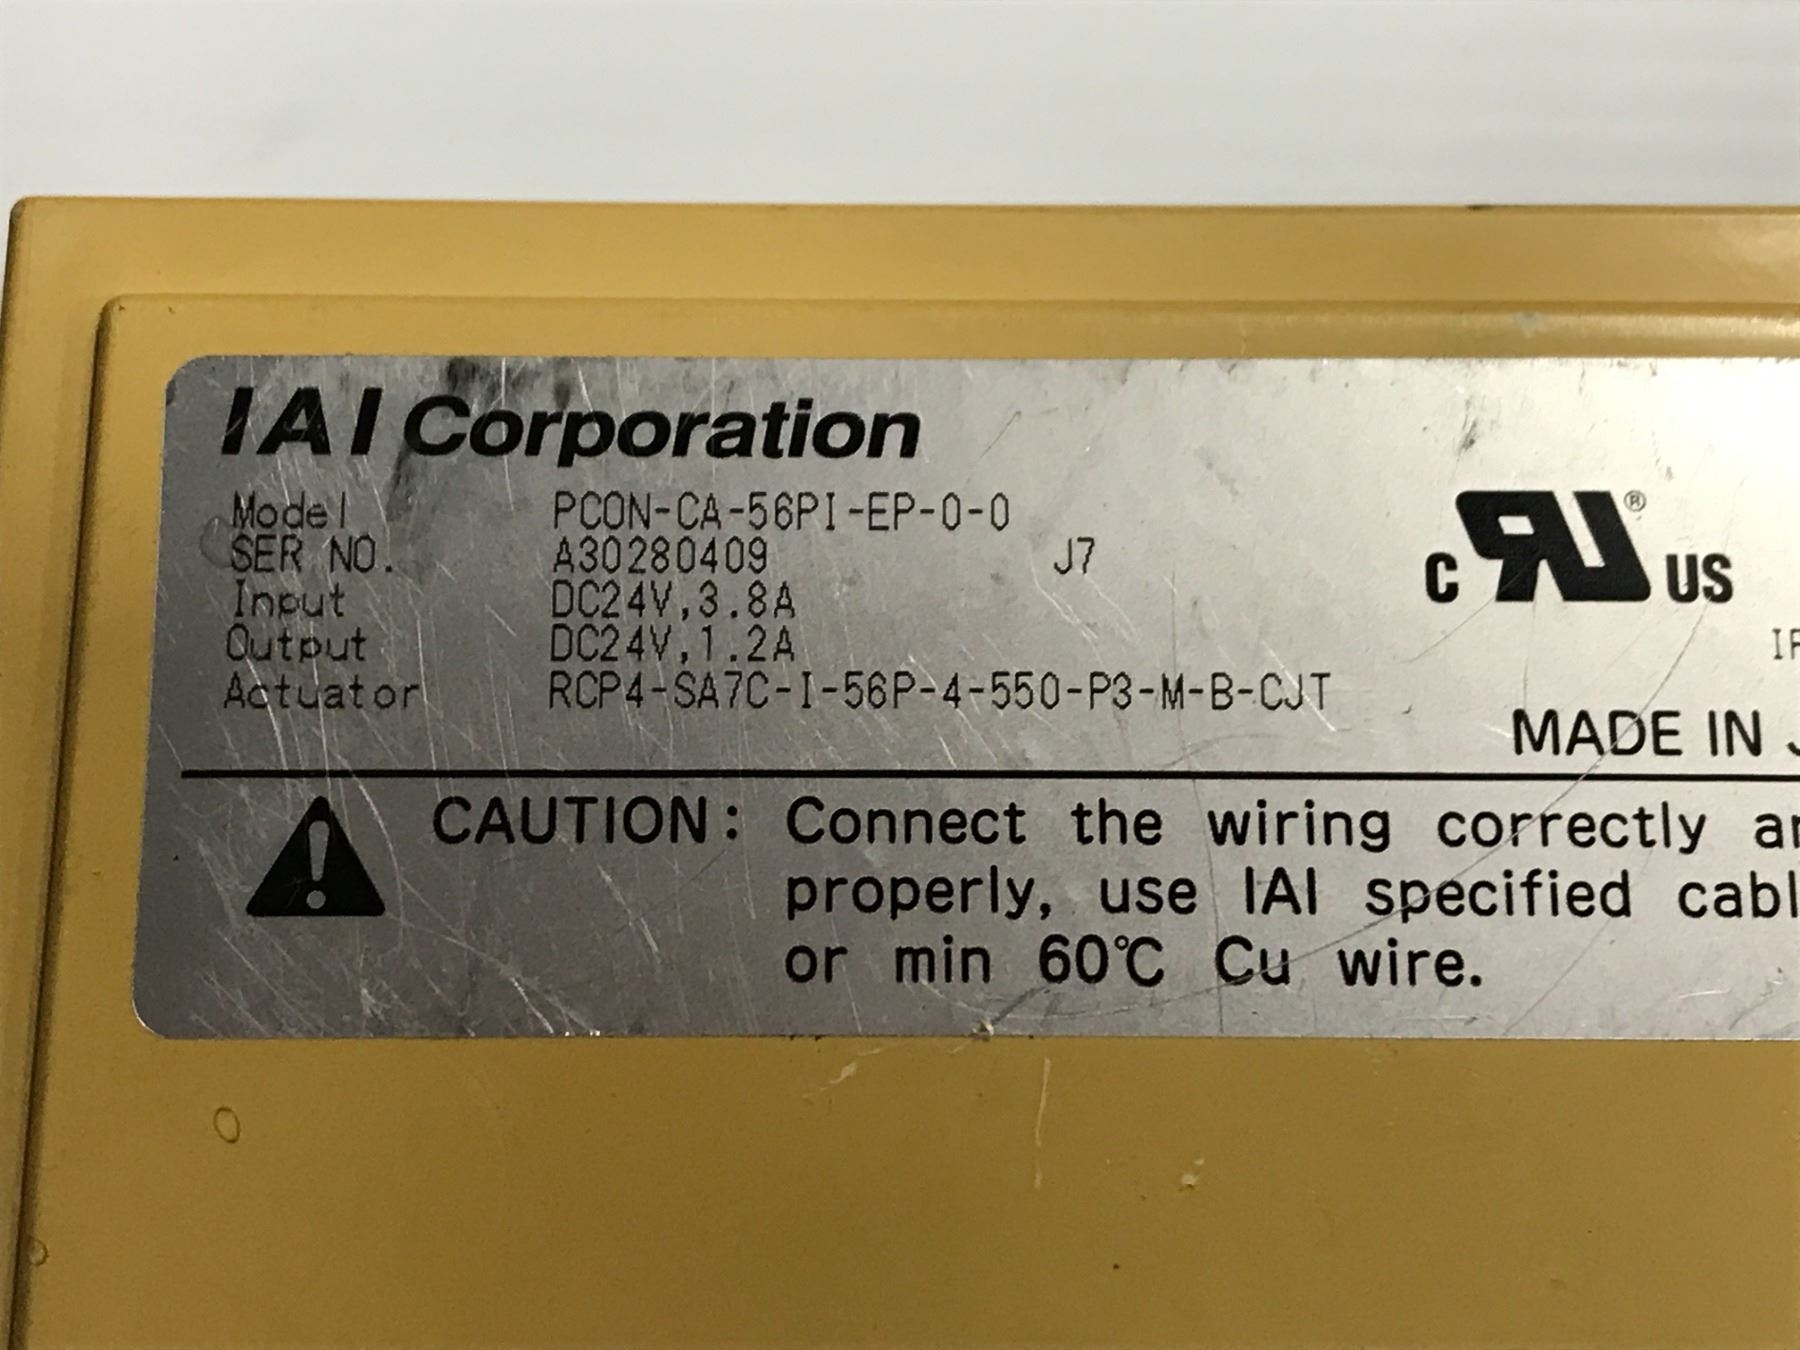 IAI Corporation
Model PCON-CA-56PI-EP-0-0
SER NO. A30280409 J7
Input DC24V,3.8A
Output DC24V,1.2A
Actuator RCP4-SA7C-I-56P-4-550-P3-M-B-CJT
C RU® US
MADE IN
CAUTION: Connect the wiring correctly
properly, use IAI specified
or min 60℃ Cu wire.